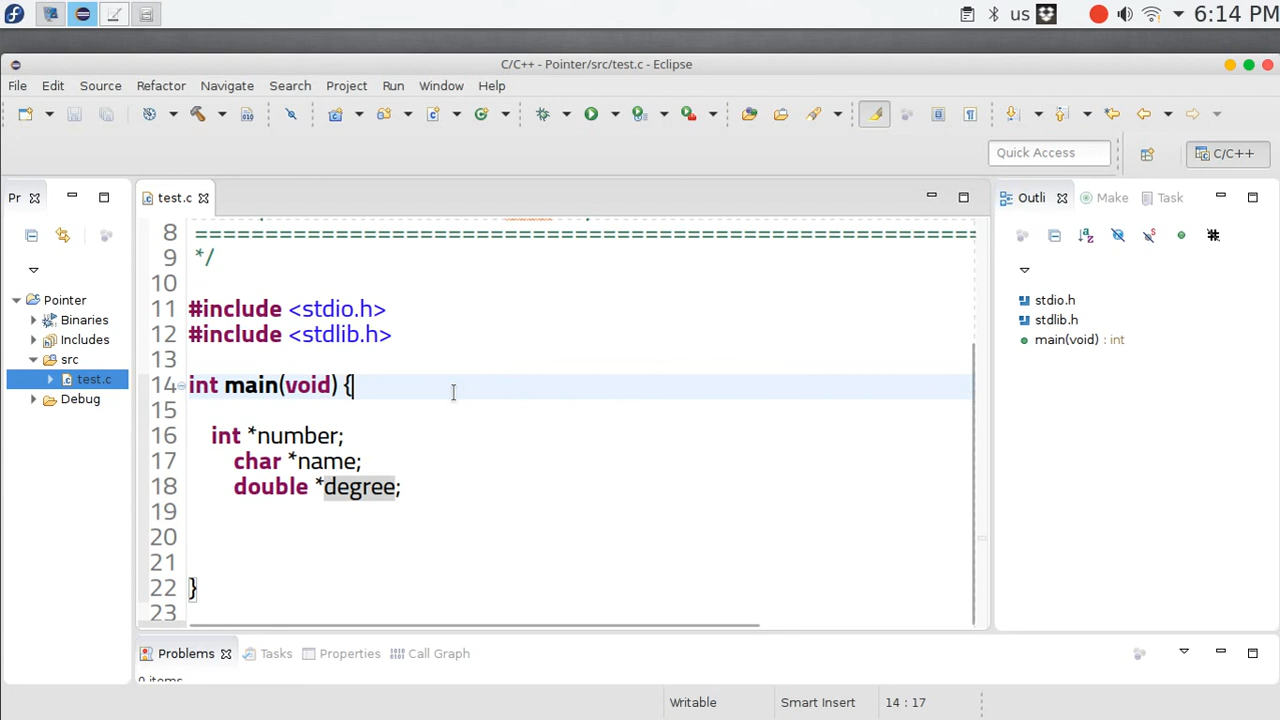 us
6:14 PM
C/C++ - Pointer/src/test.c - Eclipse
File Edit Source Refactor Navigate Search Project Run Window Help
Quick Access
C/C++
Pr
test.c
Outli
Make
Task
8 ======================================================
9 */
10
11 #include <stdio.h>
12 #include <stdlib.h>
13
14 int main(void) {
15
16 int *number;
17 char *name;
18 double *degree;
19
20
21
22 }
23
Pointer
Binaries
Includes
src
test.c
Debug
stdio.h
stdlib.h
main(void) : int
Problems
Tasks
Properties
Call Graph
0 items
Writable
Smart Insert
14 : 17